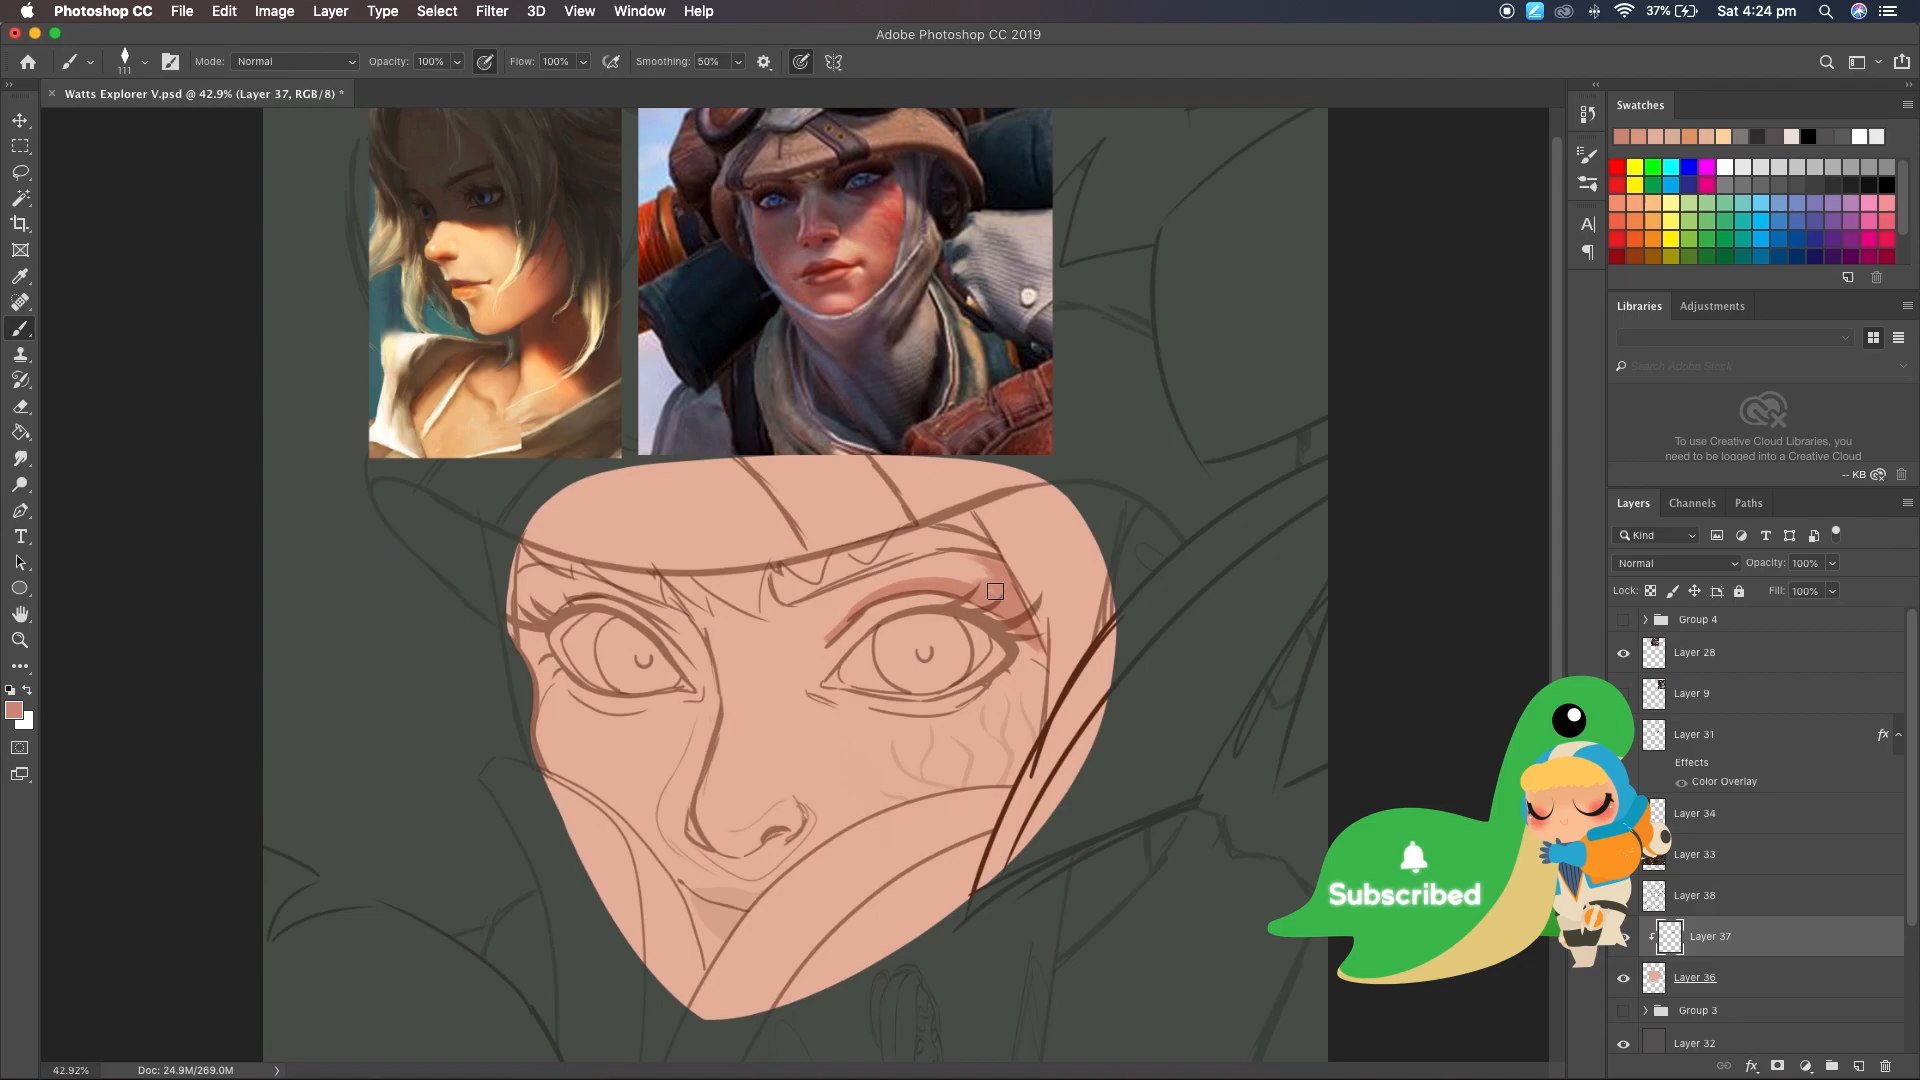 Photoshop CC File Edit Image Layer Type Select Filter 3D View Window Help
37% Sat 4:24 pm
Adobe Photoshop CC 2019
111 Mode: Normal Opacity: 100% Flow: 100% Smoothing: 50%
Watts Explorer V.psd @ 42.9% (Layer 37, RGB/8) *
Swatches
Libraries Adjustments
Search Adobe Stock
To use Creative Cloud Libraries, you
need to be logged into a Creative Cloud
-- KB
Layers Channels Paths
Kind
Normal Opacity: 100%
Lock: Fill: 100%
Group 4
Layer 28
Layer 9
Layer 31 fx
Effects
Color Overlay
Layer 34
Layer 33
Layer 38
Layer 37
Layer 36
Group 3
Layer 32
Subscribed
42.92% Doc: 24.9M/269.0M